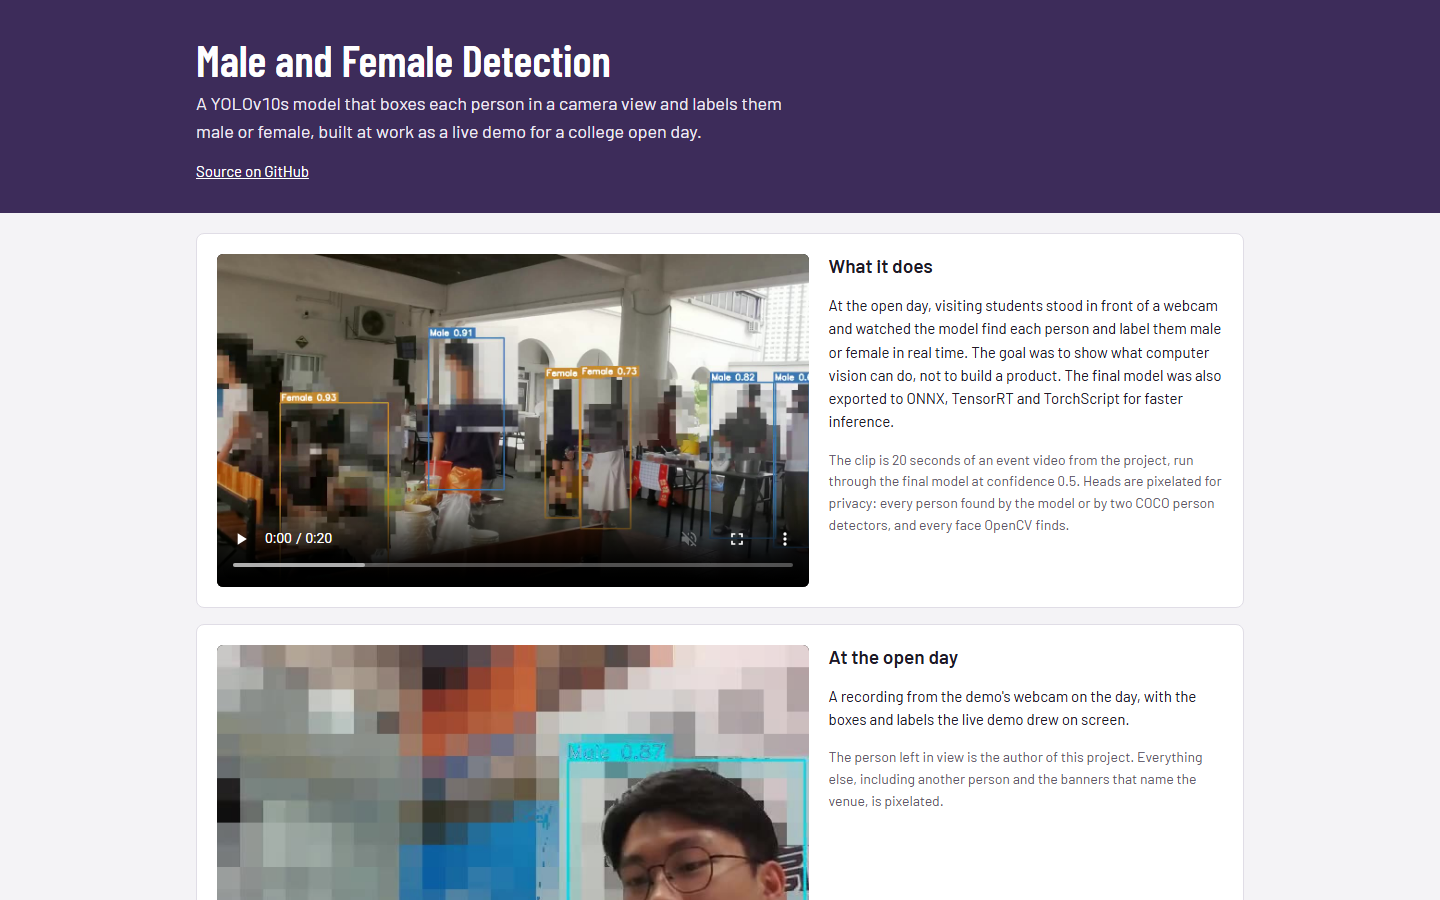 Male and Female Detection
A YOLOv10s model that boxes each person in a camera view and labels them
male or female, built at work as a live demo for a college open day.
Source on GitHub
Male 0.91
Female 0.93
Female
Female 0.73
Male 0.82
Male
0:00 / 0:20
What it does
At the open day, visiting students stood in front of a webcam
and watched the model find each person and label them male
or female in real time. The goal was to show what computer
vision can do, not to build a product. The final model was also
exported to ONNX, TensorRT and TorchScript for faster
inference.
The clip is 20 seconds of an event video from the project, run
through the final model at confidence 0.5. Heads are pixelated for
privacy: every person found by the model or by two COCO person
detectors, and every face OpenCV finds.
Male 0.87
At the open day
A recording from the demo's webcam on the day, with the
boxes and labels the live demo drew on screen.
The person left in view is the author of this project. Everything
else, including another person and the banners that name the
venue, is pixelated.